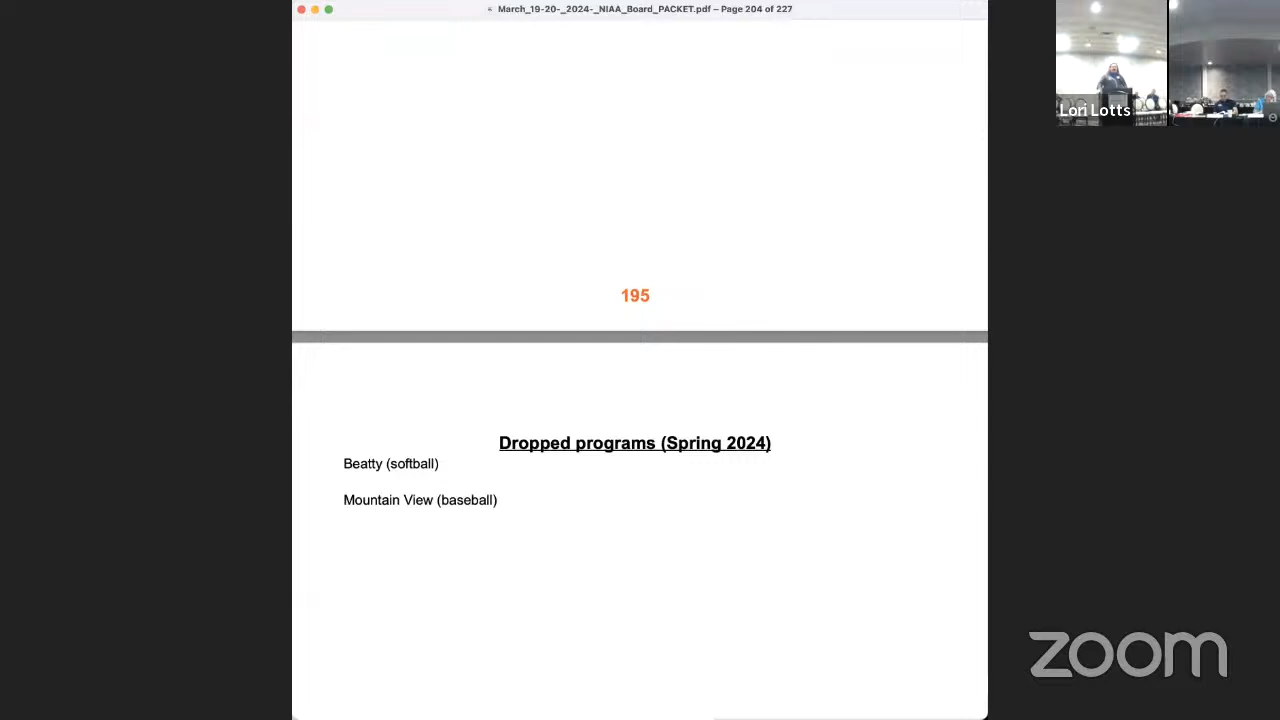 March_19-20-_2024-_NIAA_Board_PACKET.pdf – Page 204 of 227
Lori Lotts
195
Dropped programs (Spring 2024)
Beatty (softball)
Mountain View (baseball)
zoom